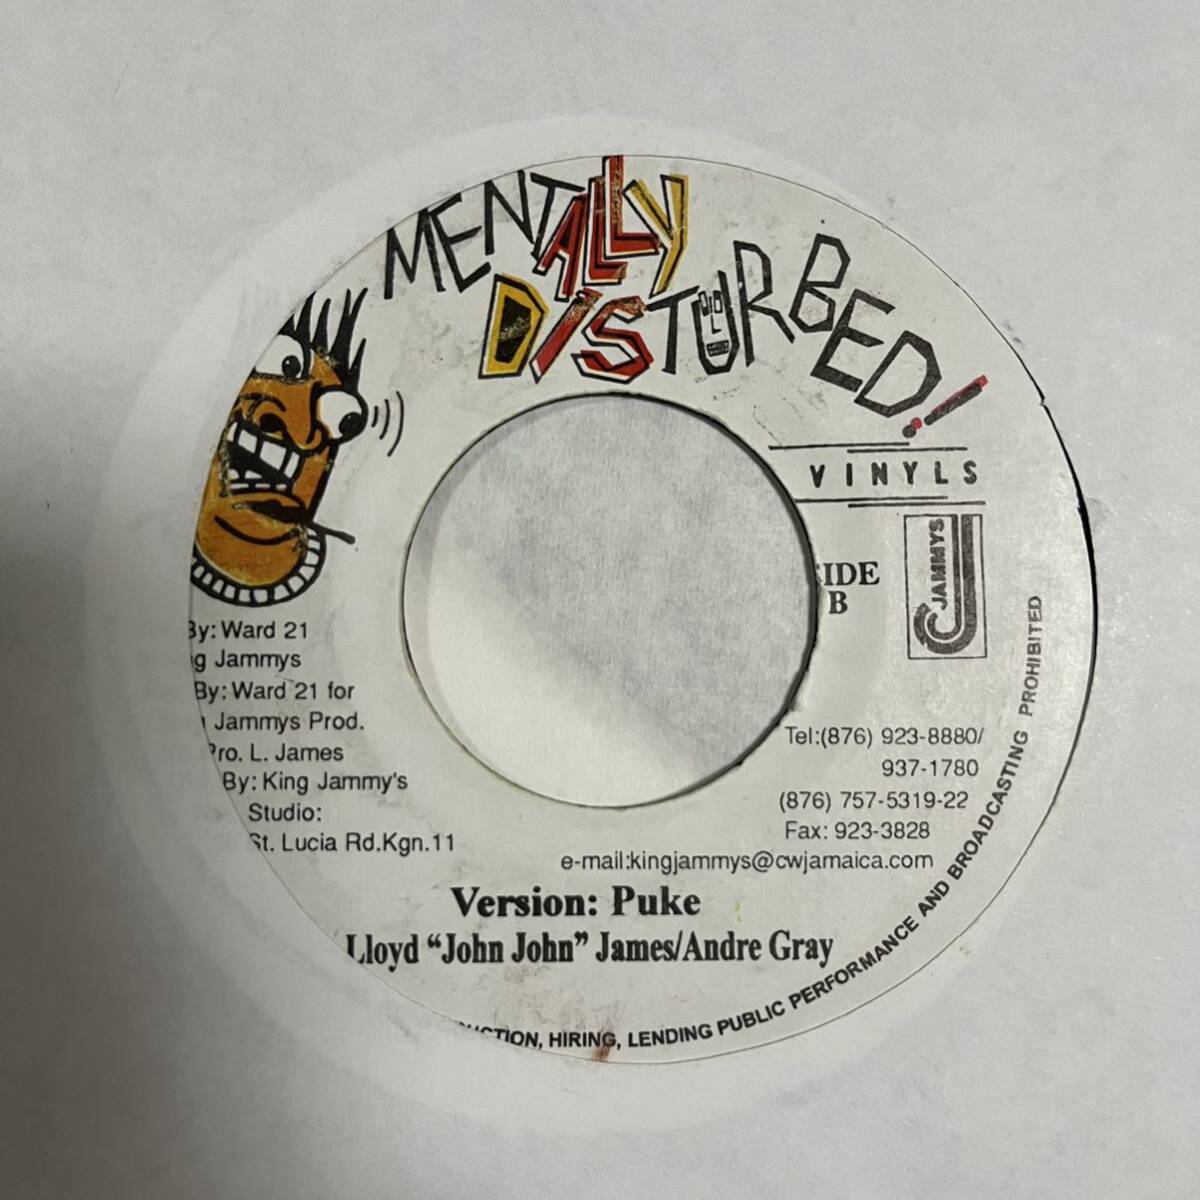 MENTALLY
DISTURBED!
VINYLS
SIDE
B
JAMMYS
By: Ward 21
Jammys
By: Ward 21 for
Jammys Prod.
Pro. L. James
By: King Jammy's
Studio:
St. Lucia Rd.Kgn.11
Tel:(876) 923-8880/
937-1780
(876) 757-5319-22
Fax: 923-3828
e-mail:kingjammys@cwjamaica.com
Version: Puke
Lloyd "John John" James/Andre Gray
HIRING, LENDING PUBLIC PERFORMANCE AND BROADCASTING PROHIBITED